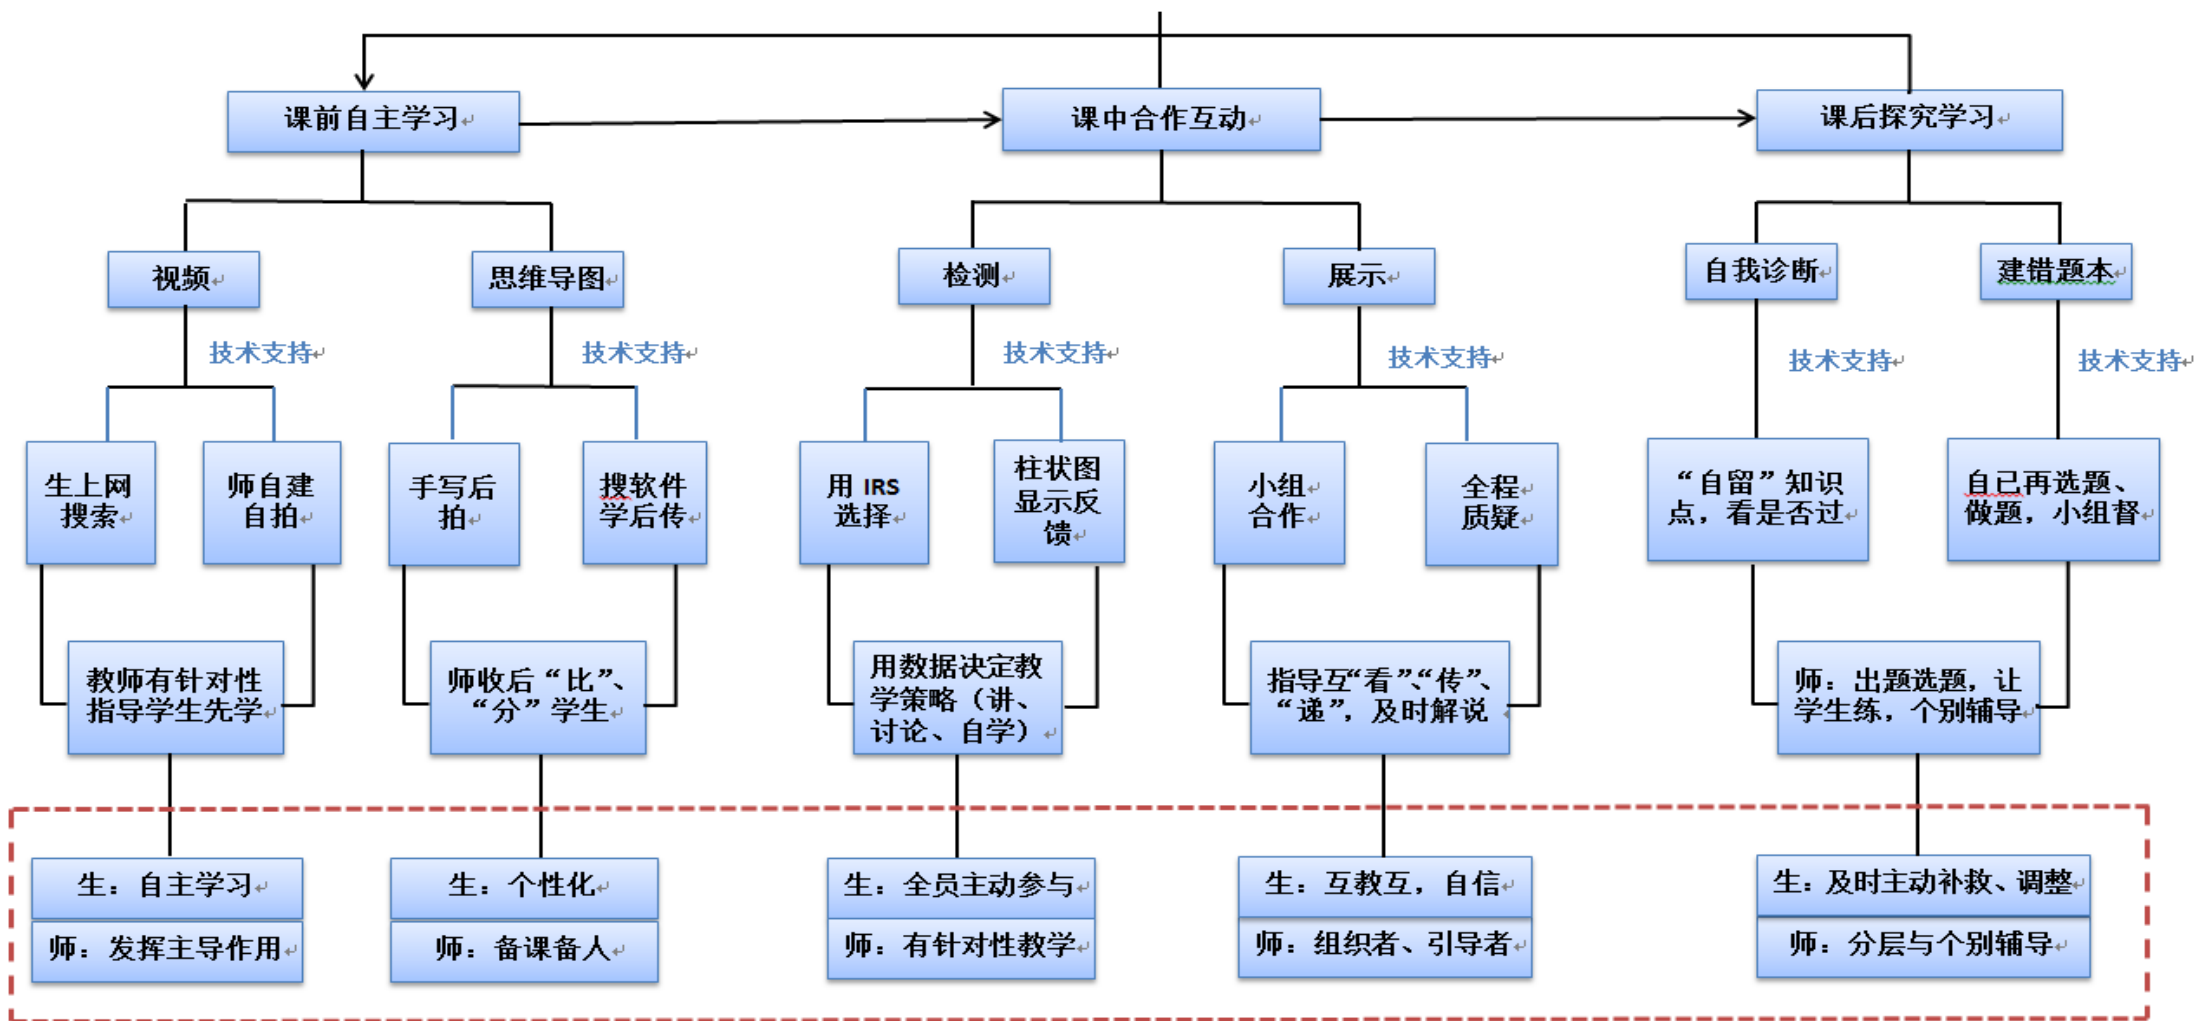 课前自主学习
课中合作互动
课后探究学习
视频
思维导图
检测
展示
自我诊断
建错题本
技术支持
技术支持
技术支持
技术支持
技术支持
技术支持
生上网
搜索
师自建
自拍
手写后
拍
搜软件
学后传
用 IRS
选择
柱状图
显示反
馈
小组
合作
全程
质疑
“自留”知识
点，看是否过
自己再选题、
做题，小组督
教师有针对性
指导学生先学
师收后“比”、
“分”学生
用数据决定教
学策略（讲、
讨论、自学）
指导互“看”、“传”、
“递”，及时解说
师：出题选题，让
学生练，个别辅导
生：自主学习
师：发挥主导作用
生：个性化
师：备课备人
生：全员主动参与
师：有针对性教学
生：互教互，自信
师：组织者、引导者
生：及时主动补救、调整
师：分层与个别辅导